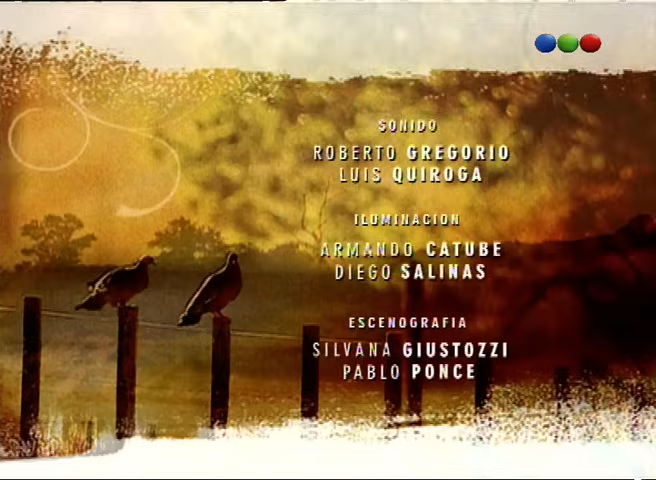 SONIDO
ROBERTO GREGORIO
LUIS QUIROGA
ILUMINACION
ARMANDO CATUBE
DIEGO SALINAS
ESCENOGRAFIA
SILVANA GIUSTOZZI
PABLO PONCE